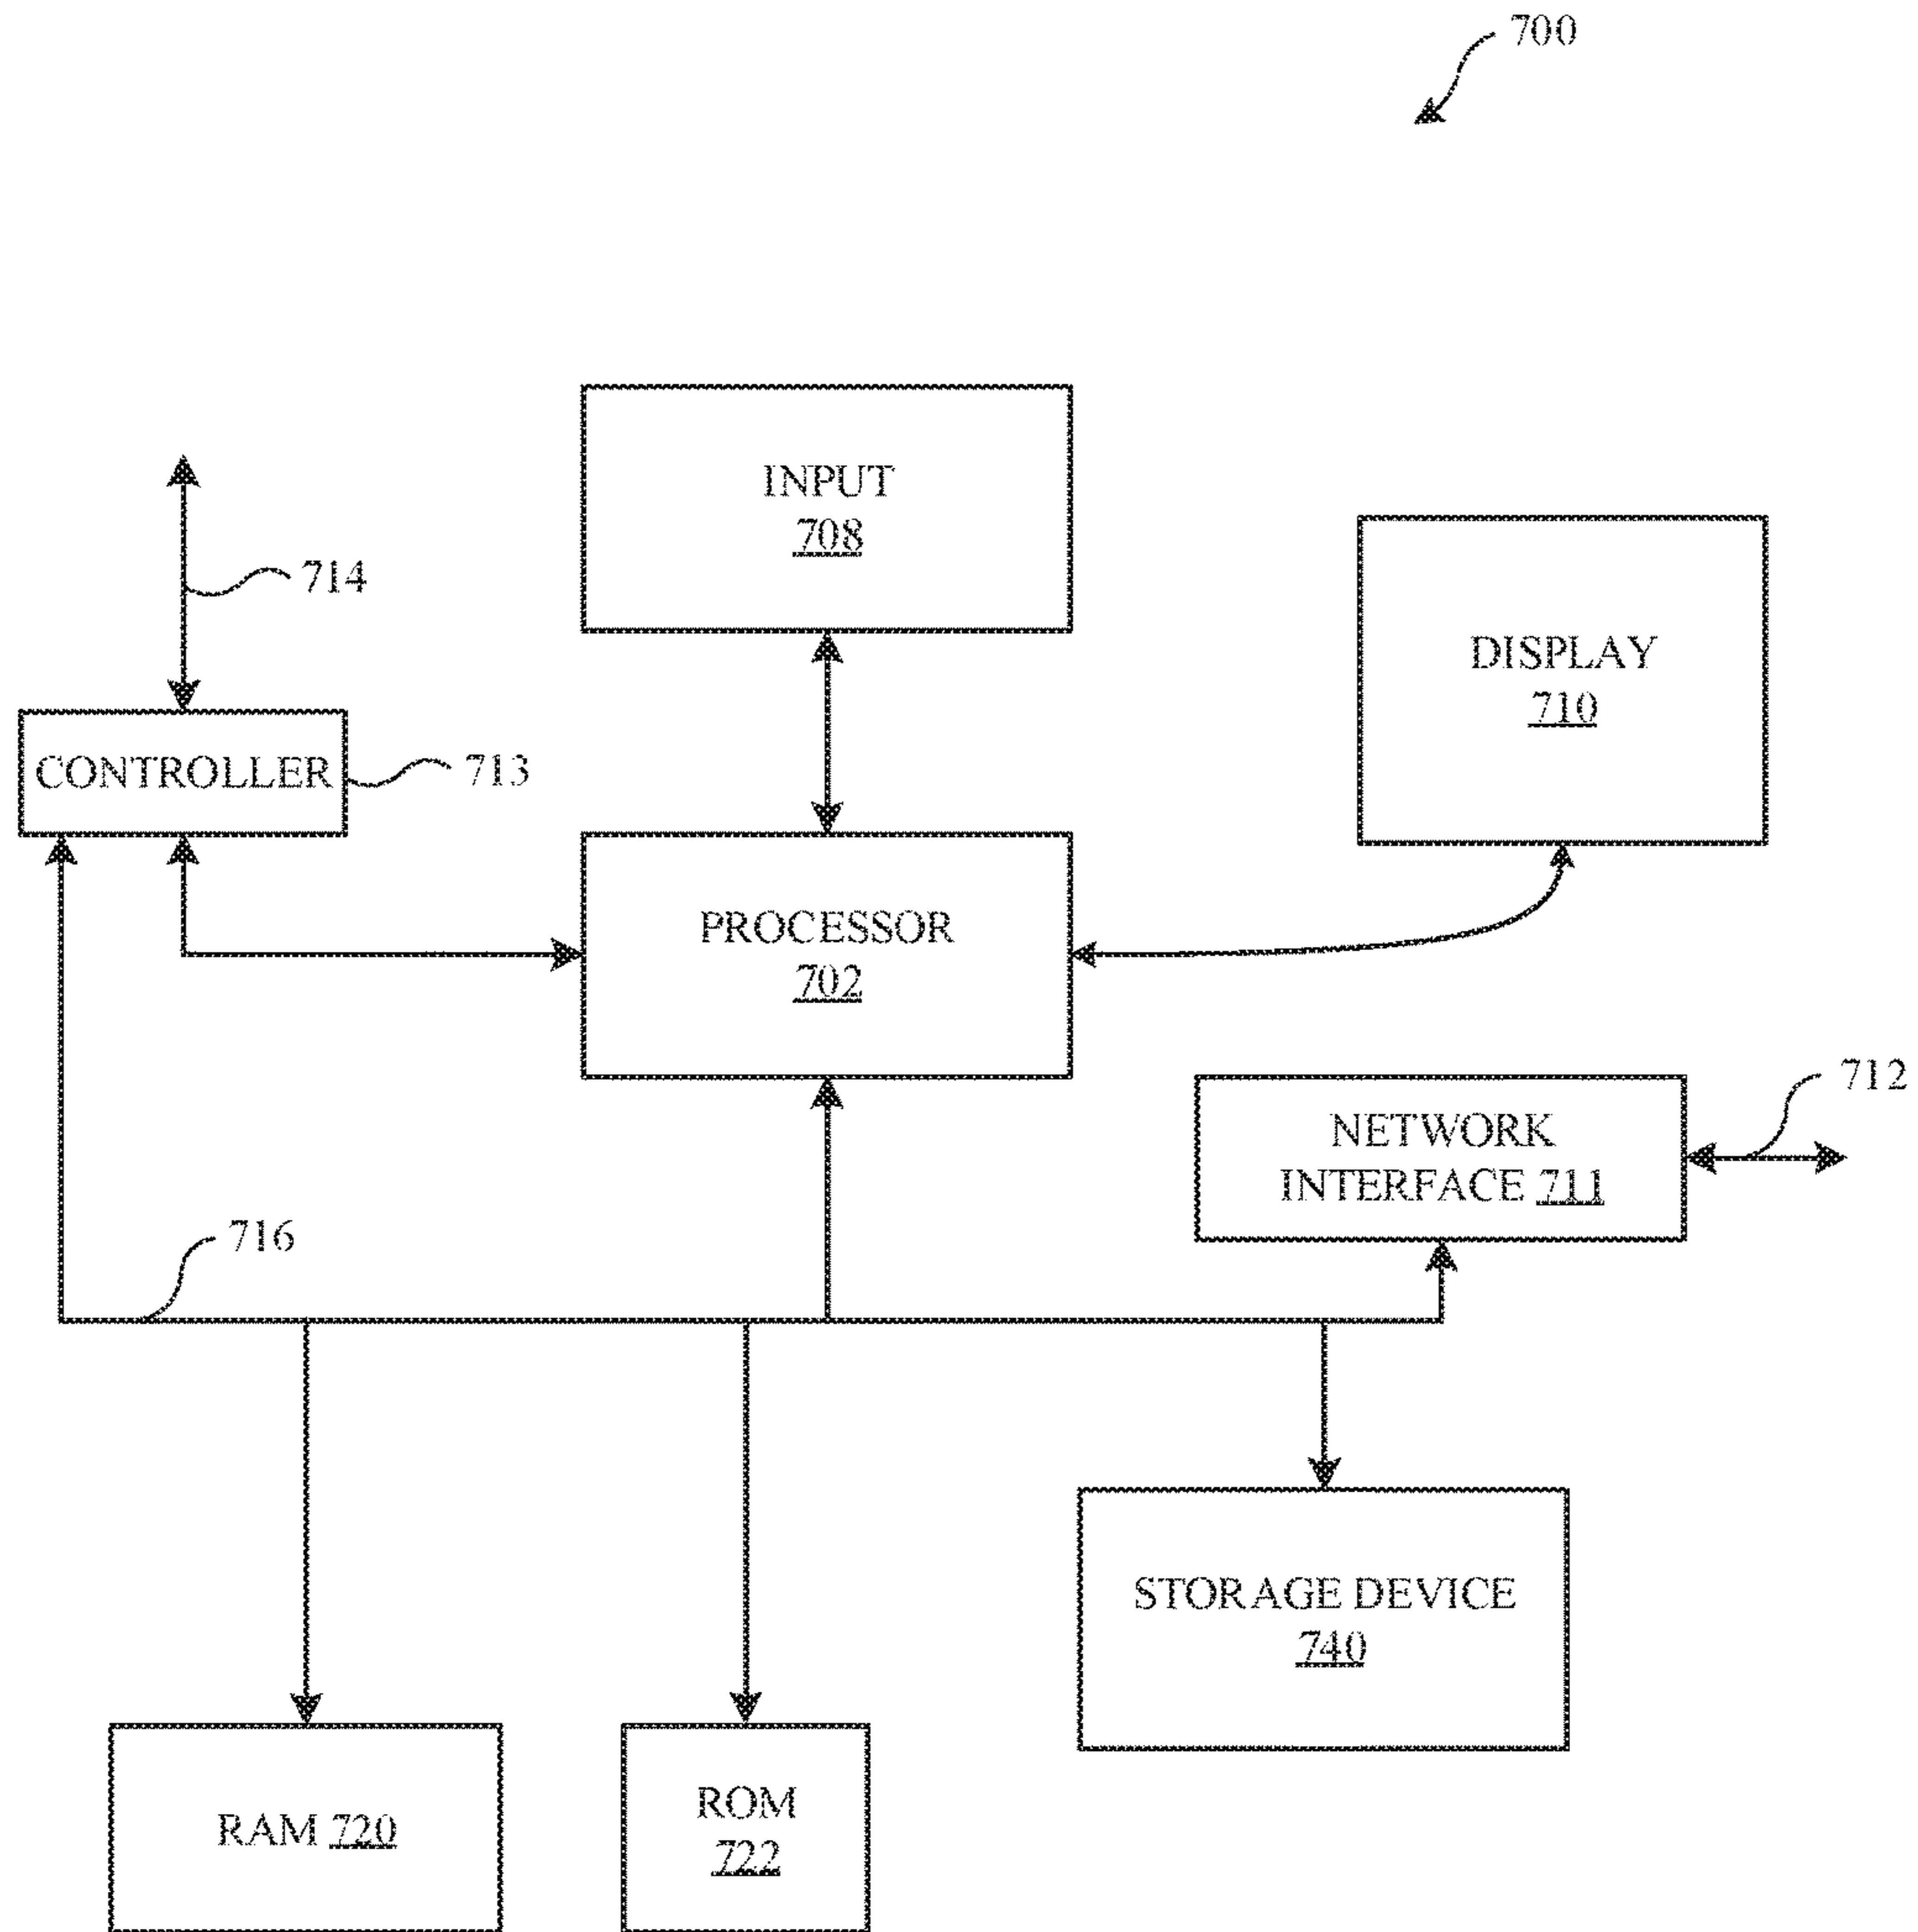 700
INPUT
708
714
DISPLAY
710
CONTROLLER
713
PROCESSOR
702
712
NETWORK
INTERFACE 711
716
STORAGE DEVICE
740
RAM 720
ROM
722